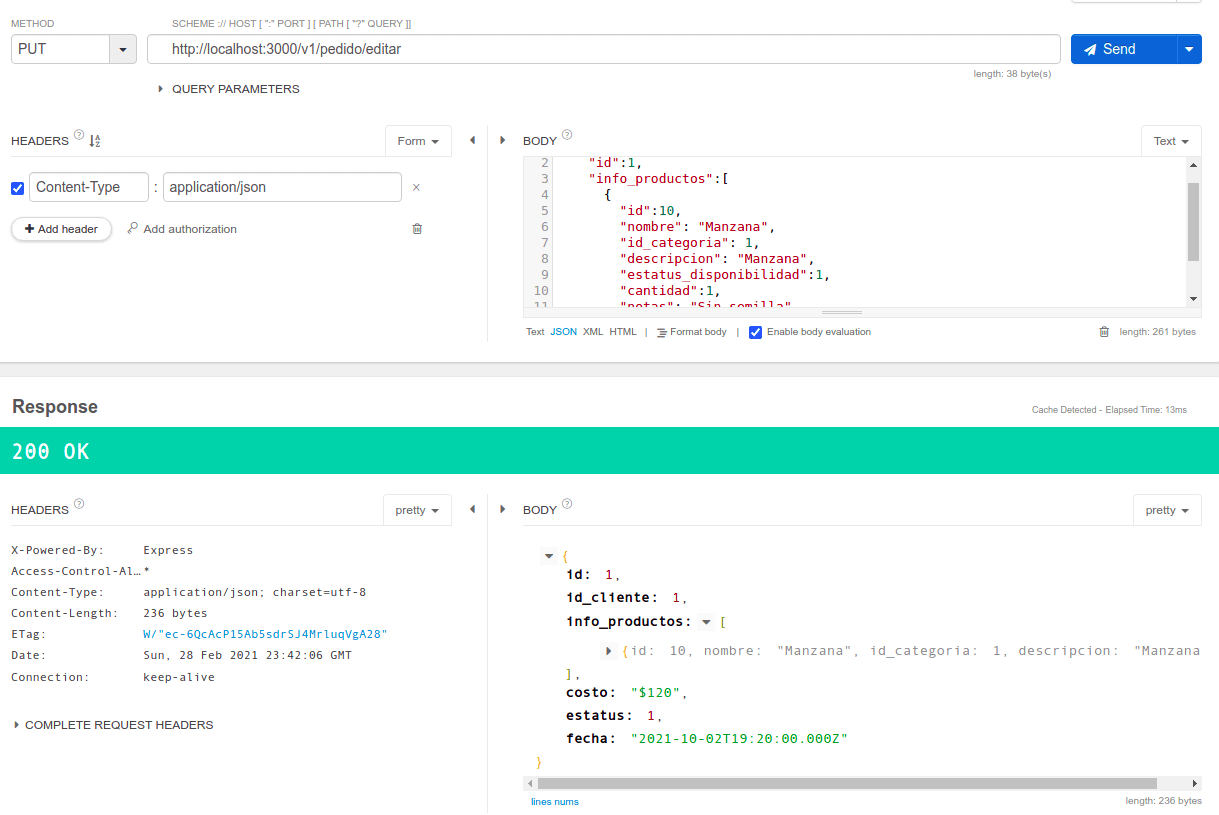 METHOD
SCHEME :// HOST [ ":" PORT ] [ PATH [ "?" QUERY ]]
PUT
http://localhost:3000/v1/pedido/editar
Send
length: 38 byte(s)
QUERY PARAMETERS
HEADERS ?
Form
Content-Type : application/json ×
+ Add header
Add authorization
BODY ?
Text
2 "id":1,
3 "info_productos":[
4 {
5 "id":10,
6 "nombre": "Manzana",
7 "id_categoria": 1,
8 "descripcion": "Manzana",
9 "estatus_disponibilidad":1,
10 "cantidad":1,
11 "notas": "Sin semilla"
Text JSON XML HTML | Format body | Enable body evaluation
length: 261 bytes
Response
Cache Detected - Elapsed Time: 13ms
200 OK
HEADERS ?
pretty
X-Powered-By: Express
Access-Control-Al… *
Content-Type: application/json; charset=utf-8
Content-Length: 236 bytes
ETag: W/"ec-6QcAcP15Ab5sdrSJ4MrluqVgA28"
Date: Sun, 28 Feb 2021 23:42:06 GMT
Connection: keep-alive
COMPLETE REQUEST HEADERS
BODY ?
pretty
{
id: 1,
id_cliente: 1,
info_productos: [
{id: 10, nombre: "Manzana", id_categoria: 1, descripcion: "Manzana
],
costo: "$120",
estatus: 1,
fecha: "2021-10-02T19:20:00.000Z"
}
lines nums
length: 236 bytes